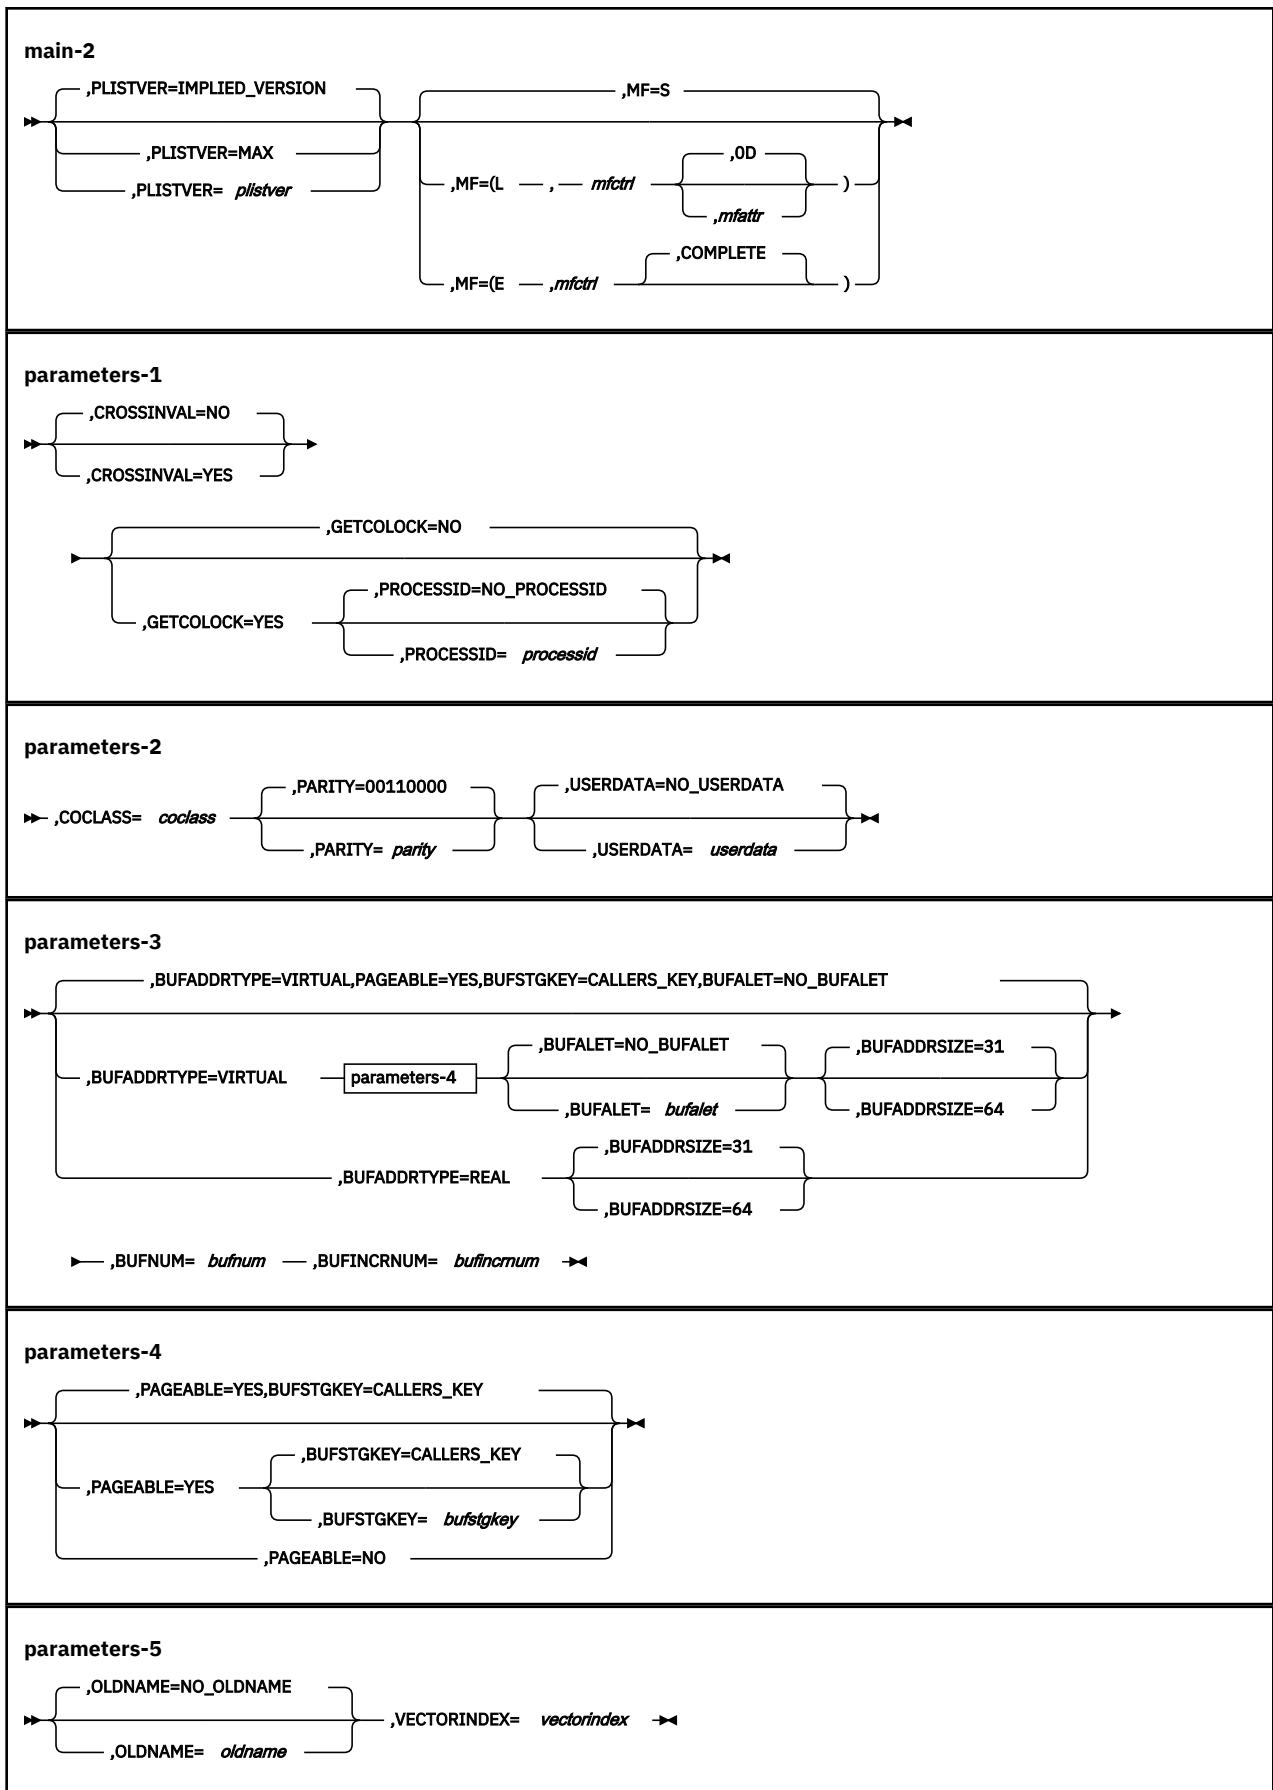 main-2
,PLISTVER=IMPLIED_VERSION
,MF=S
,PLISTVER=MAX
,0D
,MF=(L , mfctrl )
,PLISTVER= plistver
,mfattr
,COMPLETE
,MF=(E ,mfctrl )
parameters-1
,CROSSINVAL=NO
,CROSSINVAL=YES
,GETCOLOCK=NO
,PROCESSID=NO_PROCESSID
,GETCOLOCK=YES
,PROCESSID= processid
parameters-2
,PARITY=00110000 ,USERDATA=NO_USERDATA
,COCLASS= coclass
,PARITY= parity ,USERDATA= userdata
parameters-3
,BUFADDRTYPE=VIRTUAL,PAGEABLE=YES,BUFSTGKEY=CALLERS_KEY,BUFALET=NO_BUFALET
,BUFALET=NO_BUFALET ,BUFADDRSIZE=31
,BUFADDRTYPE=VIRTUAL parameters-4
,BUFALET= bufalet ,BUFADDRSIZE=64
,BUFADDRSIZE=31
,BUFADDRTYPE=REAL
,BUFADDRSIZE=64
,BUFNUM= bufnum ,BUFINCRNUM= bufincrnum
parameters-4
,PAGEABLE=YES,BUFSTGKEY=CALLERS_KEY
,BUFSTGKEY=CALLERS_KEY
,PAGEABLE=YES
,BUFSTGKEY= bufstgkey
,PAGEABLE=NO
parameters-5
,OLDNAME=NO_OLDNAME
,VECTORINDEX= vectorindex
,OLDNAME= oldname